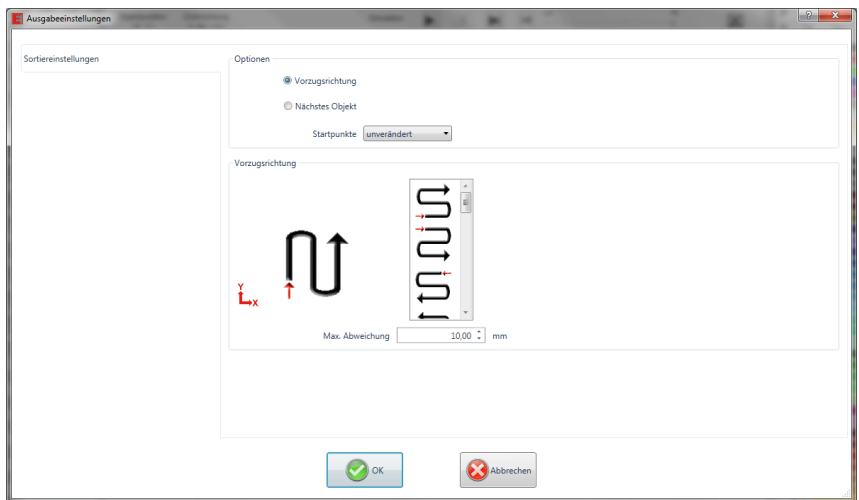 Ausgabeeinstellungen
Sortiereinstellungen
Optionen
Vorzugsrichtung
Nächstes Objekt
Startpunkte unverändert
Vorzugsrichtung
Y
X
Max. Abweichung 10,00 mm
OK
Abbrechen